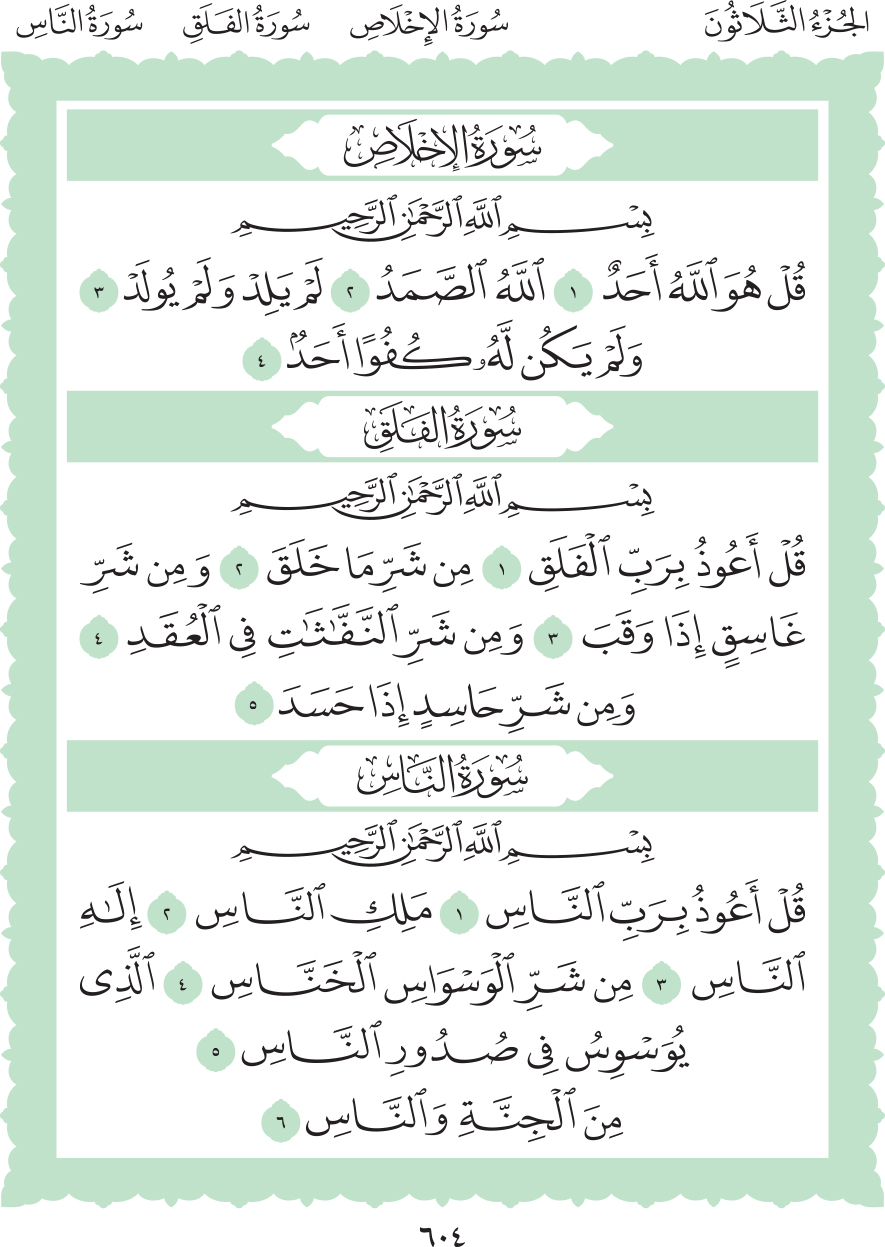 الجُزْءُ الثَّلَاثُونَ سُورَةُ الإِخْلَاصِ سُورَةُ الفَلَقِ سُورَةُ النَّاسِ
سُورَةُ الإِخْلَاصِ
بِسْمِ ٱللَّهِ ٱلرَّحْمَٰنِ ٱلرَّحِيمِ
قُلْ هُوَ ٱللَّهُ أَحَدٌ ١ ٱللَّهُ ٱلصَّمَدُ ٢ لَمْ يَلِدْ وَلَمْ يُولَدْ ٣
وَلَمْ يَكُن لَّهُۥ كُفُوًا أَحَدٌۢ ٤
سُورَةُ الفَلَقِ
بِسْمِ ٱللَّهِ ٱلرَّحْمَٰنِ ٱلرَّحِيمِ
قُلْ أَعُوذُ بِرَبِّ ٱلْفَلَقِ ١ مِن شَرِّ مَا خَلَقَ ٢ وَمِن شَرِّ
غَاسِقٍ إِذَا وَقَبَ ٣ وَمِن شَرِّ ٱلنَّفَّٰثَٰتِ فِى ٱلْعُقَدِ ٤
وَمِن شَرِّ حَاسِدٍ إِذَا حَسَدَ ٥
سُورَةُ النَّاسِ
بِسْمِ ٱللَّهِ ٱلرَّحْمَٰنِ ٱلرَّحِيمِ
قُلْ أَعُوذُ بِرَبِّ ٱلنَّاسِ ١ مَلِكِ ٱلنَّاسِ ٢ إِلَٰهِ
ٱلنَّاسِ ٣ مِن شَرِّ ٱلْوَسْوَاسِ ٱلْخَنَّاسِ ٤ ٱلَّذِى
يُوَسْوِسُ فِى صُدُورِ ٱلنَّاسِ ٥
مِنَ ٱلْجِنَّةِ وَٱلنَّاسِ ٦
٦٠٤